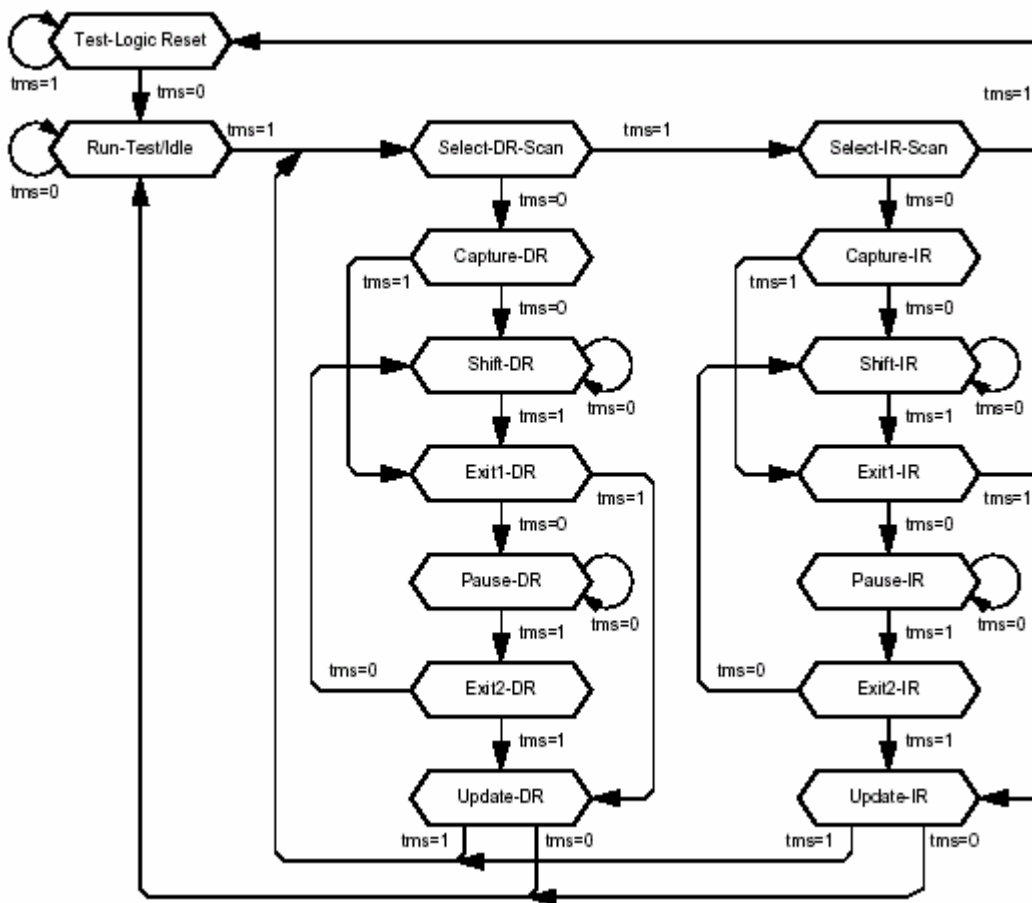 Test-Logic Reset
tms=1
tms=0
tms=1
Run-Test/Idle
tms=1
Select-DR-Scan
tms=1
Select-IR-Scan
tms=0
tms=0
tms=0
Capture-DR
Capture-IR
tms=1
tms=1
tms=0
tms=0
Shift-DR
Shift-IR
tms=0
tms=0
tms=1
tms=1
Exit1-DR
Exit1-IR
tms=1
tms=1
tms=0
tms=0
Pause-DR
Pause-IR
tms=0
tms=0
tms=1
tms=1
tms=0
tms=0
Exit2-DR
Exit2-IR
tms=1
tms=1
Update-DR
Update-IR
tms=1
tms=0
tms=1
tms=0